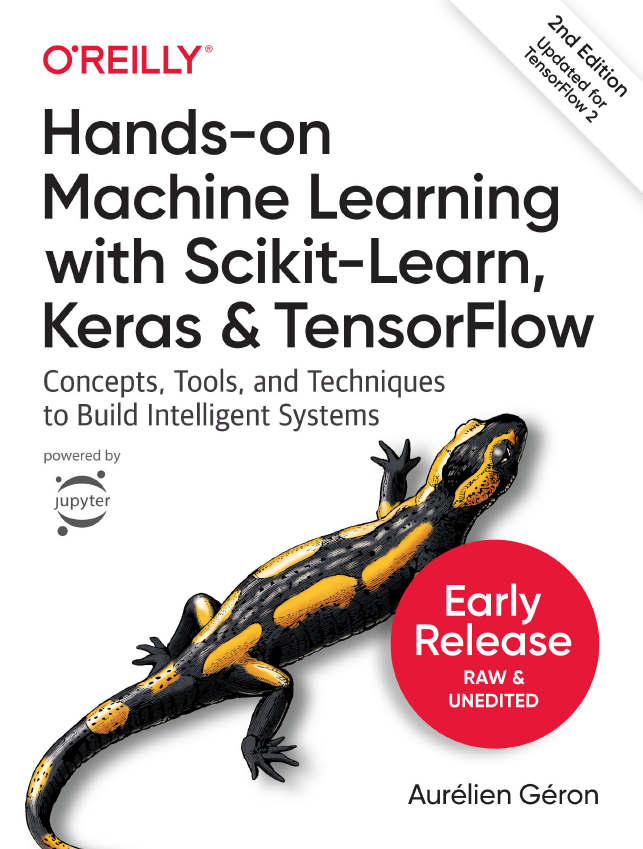 O'REILLY®
2nd Edition
Updated for
TensorFlow 2
Hands-on
Machine Learning
with Scikit-Learn,
Keras & TensorFlow
Concepts, Tools, and Techniques
to Build Intelligent Systems
powered by
jupyter
Early
Release
RAW &
UNEDITED
Aurélien Géron